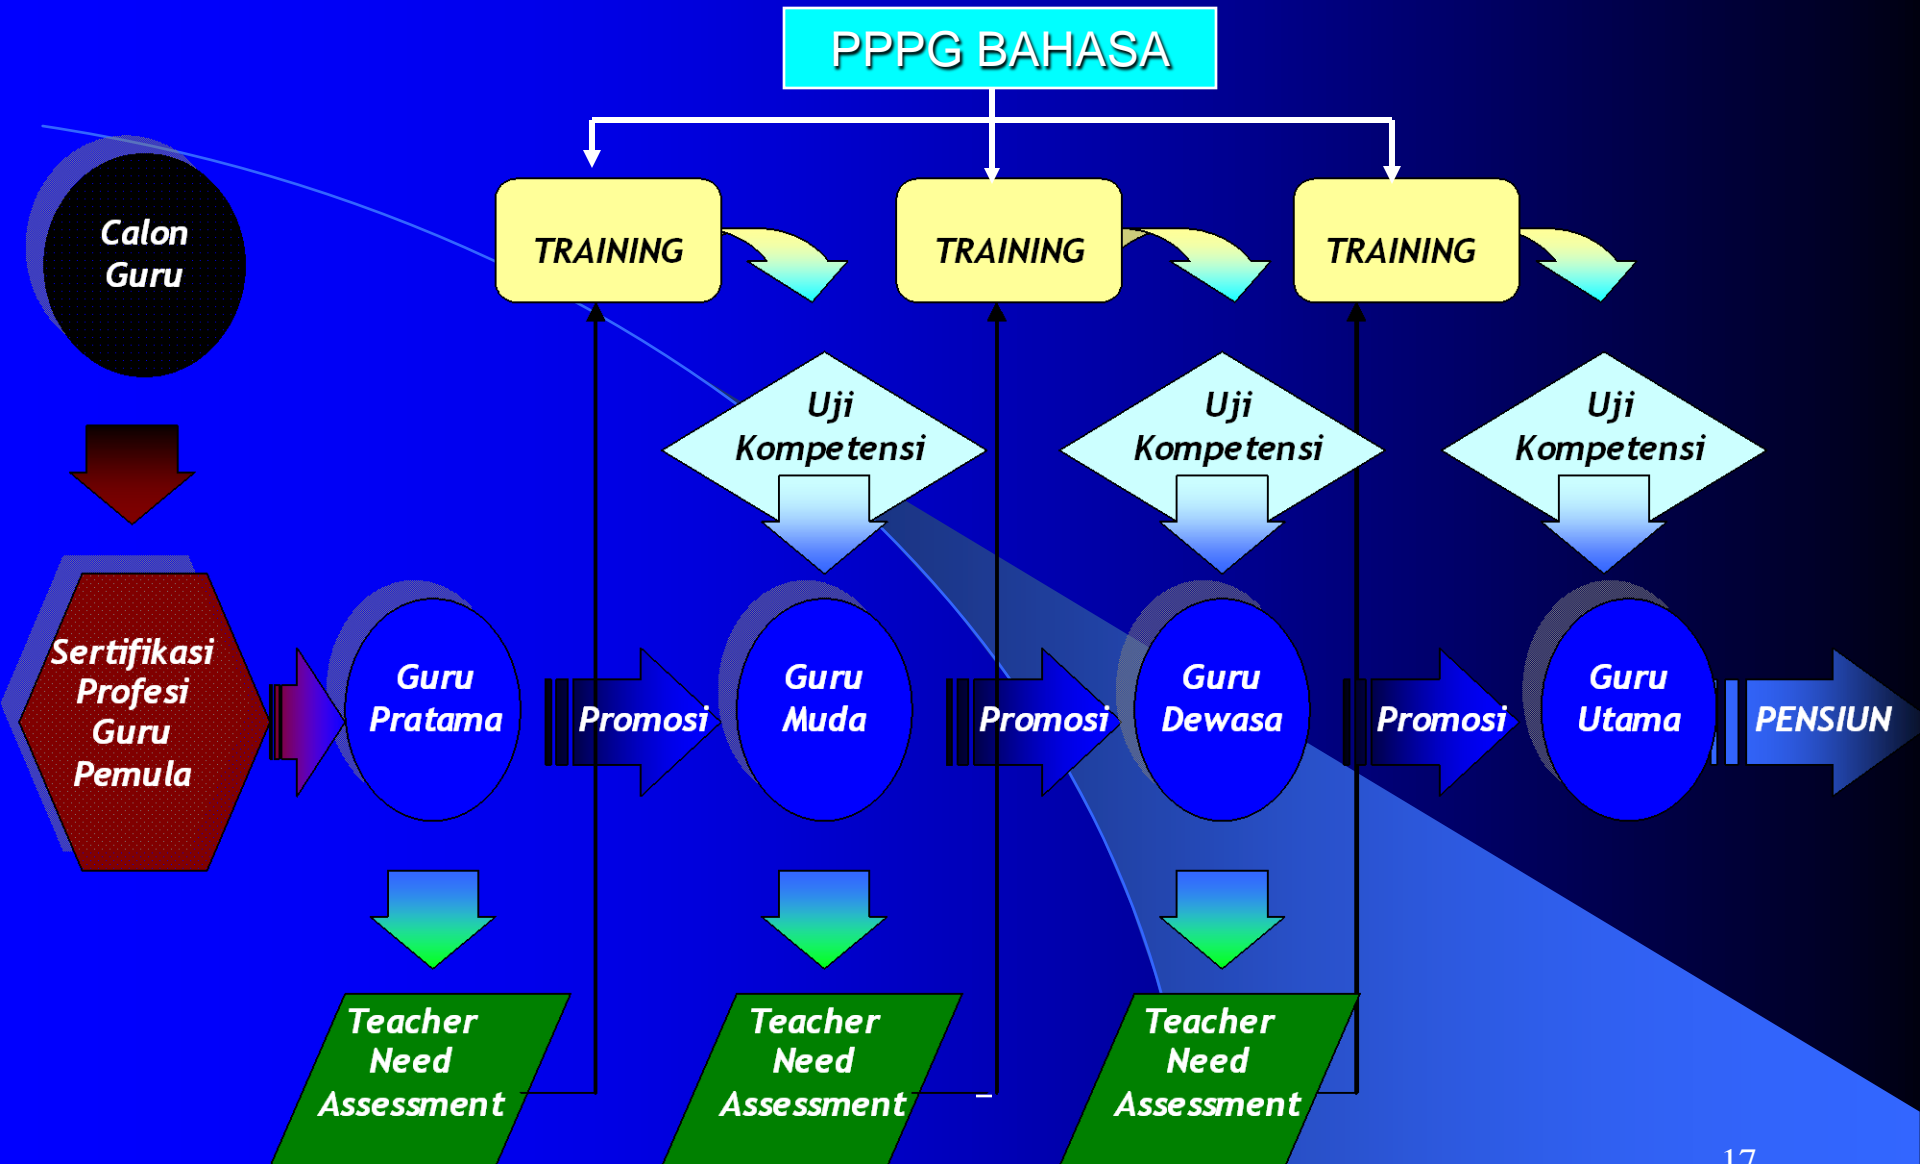 PPPG BAHASA
Calon
Guru
TRAINING
TRAINING
TRAINING
Uji
Kompetensi
Uji
Kompetensi
Uji
Kompetensi
Sertifikasi
Profesi
Guru
Pemula
Guru
Pratama
Promosi
Guru
Muda
Promosi
Guru
Dewasa
Promosi
Guru
Utama
PENSIUN
Teacher
Need
Assessment
Teacher
Need
Assessment
Teacher
Need
Assessment
17